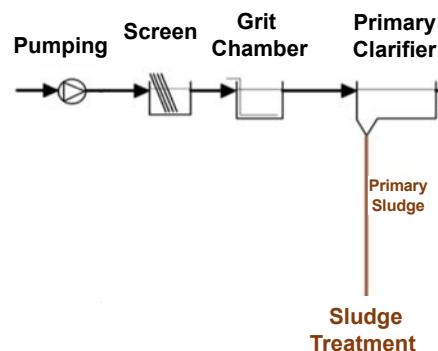 Pumping
Screen
Grit
Chamber
Primary
Clarifier
Primary
Sludge
Sludge
Treatment